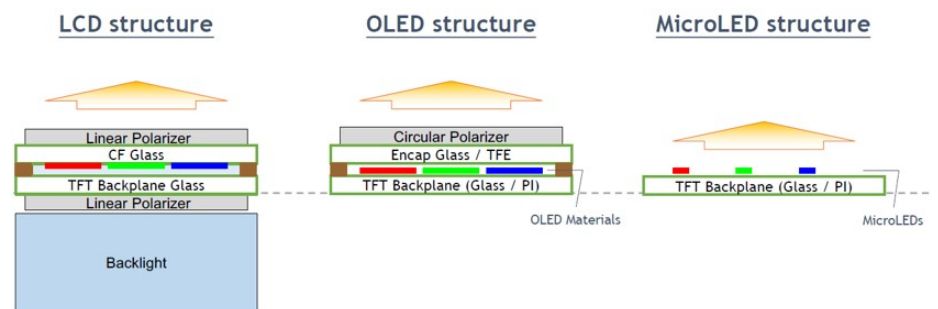 LCD structure
OLED structure
MicroLED structure
Linear Polarizer
CF Glass
TFT Backplane Glass
Linear Polarizer
Backlight
Circular Polarizer
Encap Glass / TFE
TFT Backplane (Glass / PI)
OLED Materials
TFT Backplane (Glass / PI)
MicroLEDs